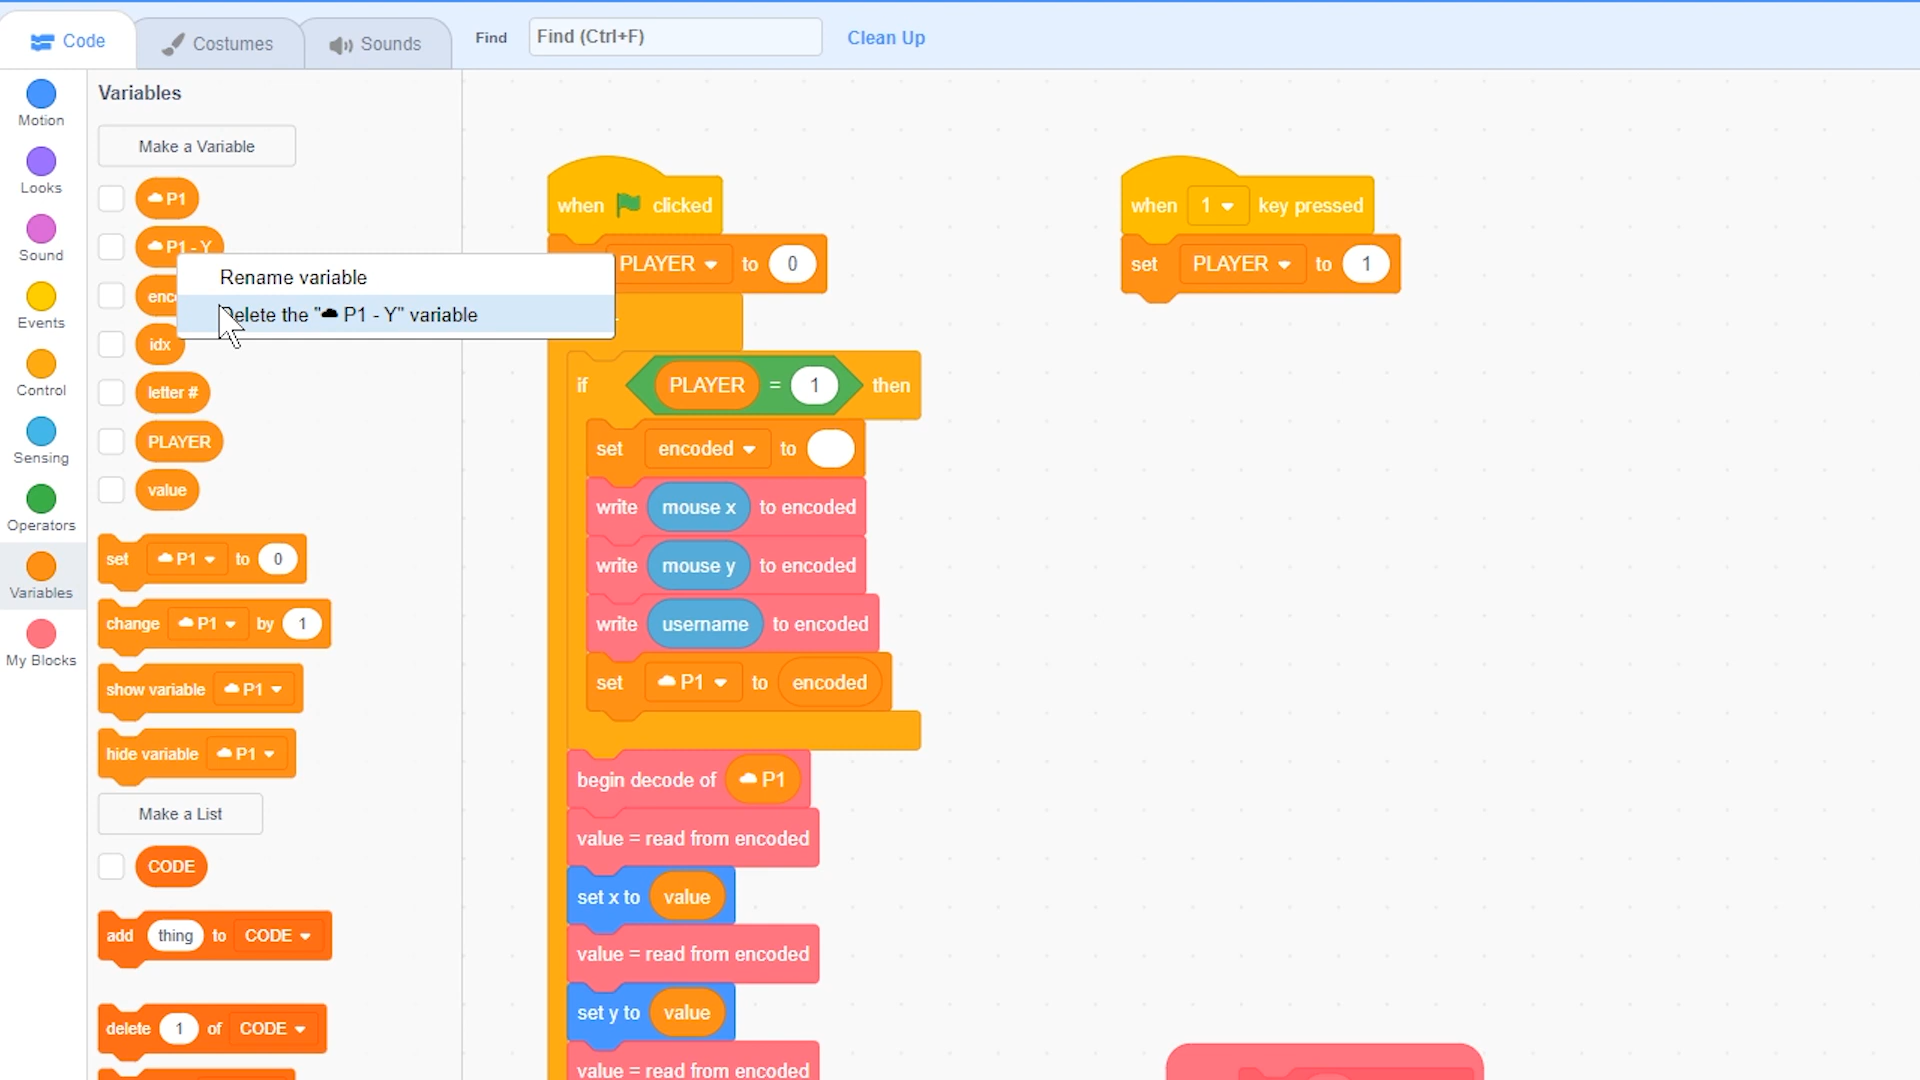 Code
Costumes
Sounds
Find
Find (Ctrl+F)
Clean Up
Motion
Looks
Sound
Events
Control
Sensing
Operators
Variables
My Blocks
Variables
Make a Variable
P1
P1 - Y
idx
letter #
PLAYER
value
Rename variable
Delete the "☁ P1 - Y" variable
set P1 to 0
change P1 by 1
show variable P1
hide variable P1
Make a List
CODE
add thing to CODE
delete 1 of CODE
when clicked
PLAYER to 0
if PLAYER = 1 then
set encoded to
write mouse x to encoded
write mouse y to encoded
write username to encoded
set P1 to encoded
begin decode of P1
value = read from encoded
set x to value
value = read from encoded
set y to value
value = read from encoded
when 1 key pressed
set PLAYER to 1